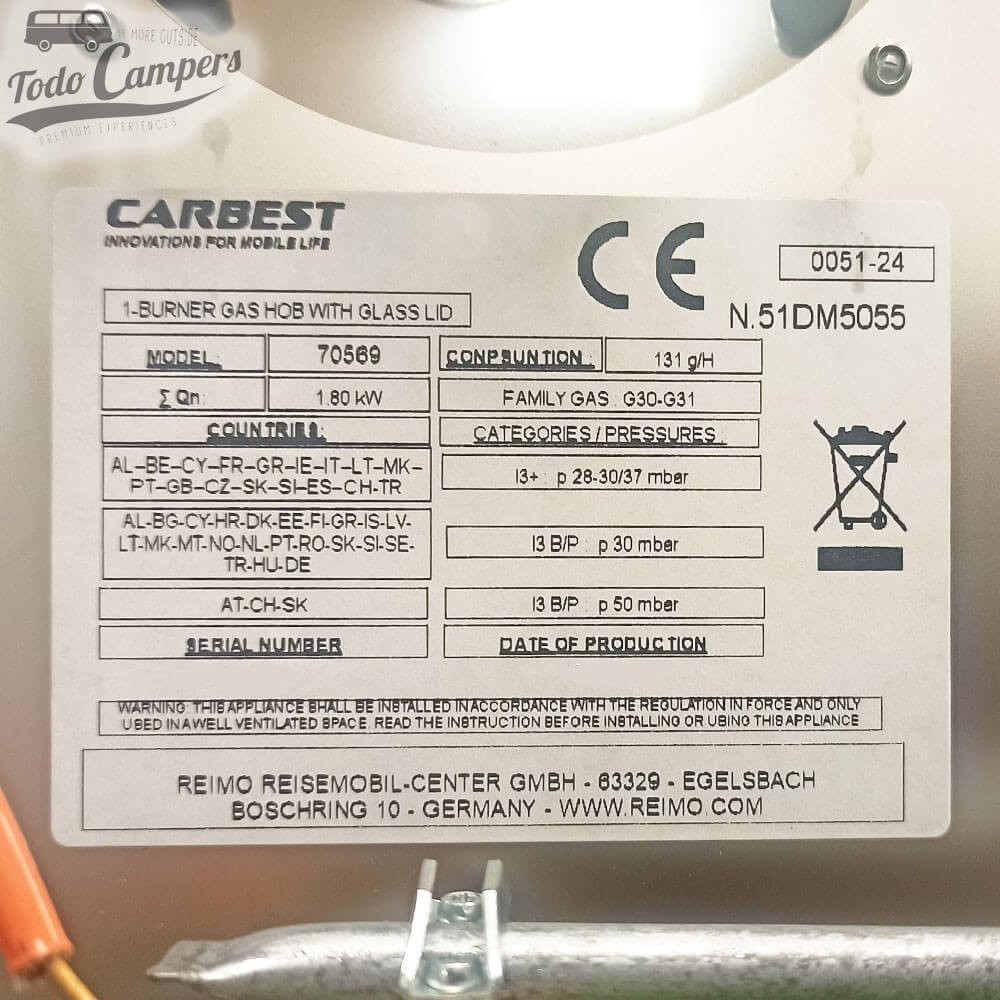 PLAY MORE OUTSIDE
Todo Campers
PREMIUM EXPERIENCES
CARBEST
INNOVATIONS FOR MOBILE LIFE
CE
0051-24
N.51DM5055
1-BURNER GAS HOB WITH GLASS LID
MODEL: 70569
CONPSUNTION : 131 g/H
∑ Qn: 1.80 kW
FAMILY GAS : G30-G31
COUNTRIES:
CATEGORIES / PRESSURES :
AL-BE-CY-FR-GR-IE-IT-LT-MK-
PT-GB-CZ-SK-SI-ES-CH-TR
I3+ : p 28-30/37 mbar
AL-BG-CY-HR-DK-EE-FI-GR-IS-LV-
LT-MK-MT-NO-NL-PT-RO-SK-SI-SE-
TR-HU-DE
I3 B/P : p 30 mbar
AT-CH-SK
I3 B/P : p 50 mbar
SERIAL NUMBER
DATE OF PRODUCTION
WARNING: THIS APPLIANCE SHALL BE INSTALLED IN ACCORDANCE WITH THE REGULATION IN FORCE AND ONLY
USED IN A WELL VENTILATED SPACE. READ THE INSTRUCTION BEFORE INSTALLING OR USING THIS APPLIANCE
REIMO REISEMOBIL-CENTER GMBH - 63329 - EGELSBACH
BOSCHRING 10 - GERMANY - WWW.REIMO.COM